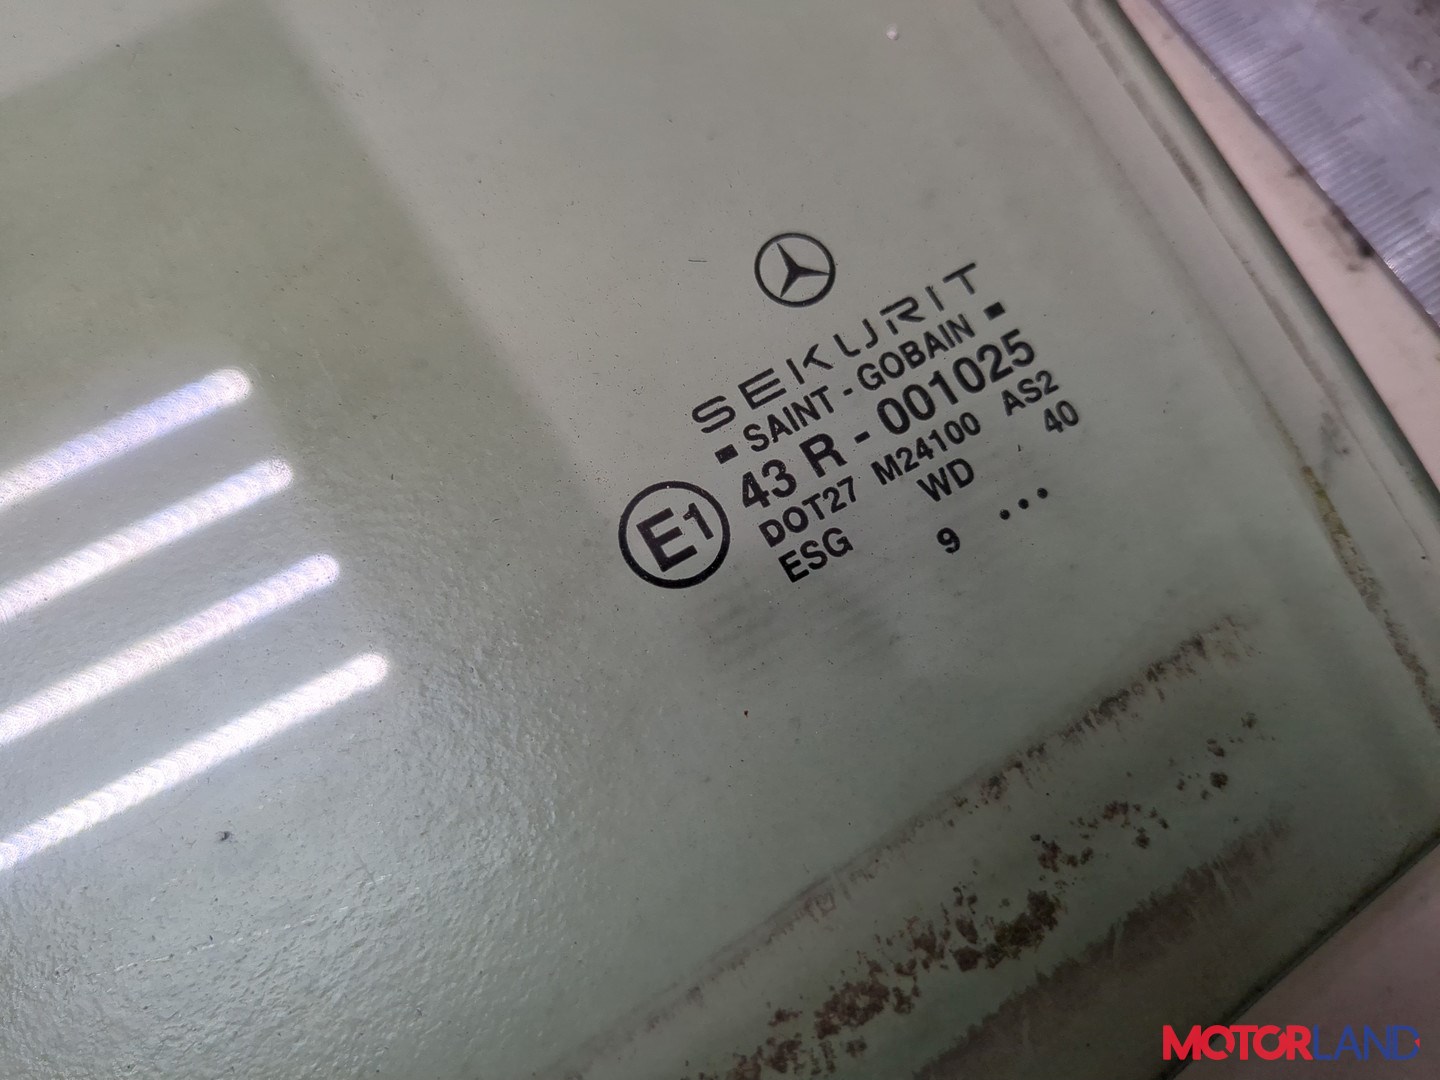 SEKURIT
SAINT - GOBAIN
43 R - 001025
E1
DOT27 M24100 AS2
ESG WD 40
9 ...
MOTORLAND